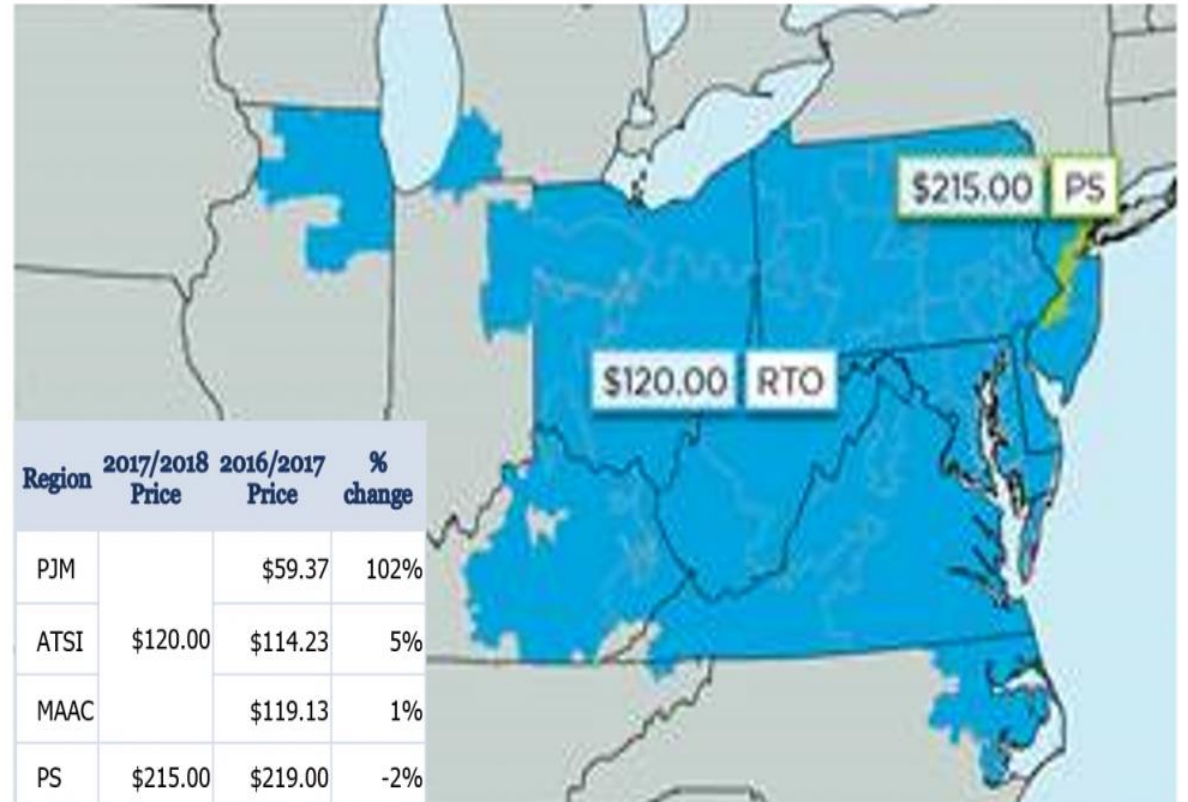 $215.00 PS
$120.00 RTO
Region 2017/2018 Price 2016/2017 Price % change
PJM $59.37 102%
ATSI $120.00 $114.23 5%
MAAC $119.13 1%
PS $215.00 $219.00 -2%